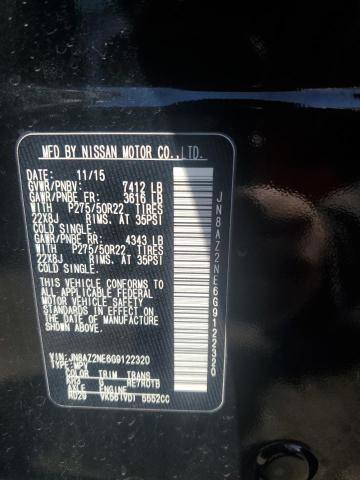 MFD BY NISSAN MOTOR CO.,LTD.
DATE: 11/15
GVWR/PNBV: 7412 LB
GAWR/PNBE FR: 3616 LB
WITH P275/50R22 TIRES
22X8J RIMS, AT 35PSI
COLD SINGLE.
GAWR/PNBE RR: 4343 LB
WITH P275/50R22 TIRES
22X8J RIMS, AT 35PSI
COLD SINGLE.
THIS VEHICLE CONFORMS TO
ALL APPLICABLE FEDERAL
MOTOR VEHICLE SAFETY
STANDARDS IN EFFECT ON
THE DATE OF MANUFACTURE
SHOWN ABOVE.
VIN: JN8AZ2NE6G9122320
TYPE: MPV
COLOR TRIM TRANS
KH3 G RE7R01B
AXLE ENGINE
VK56(VD) 5552CC
JN8AZ2NE6G9122320